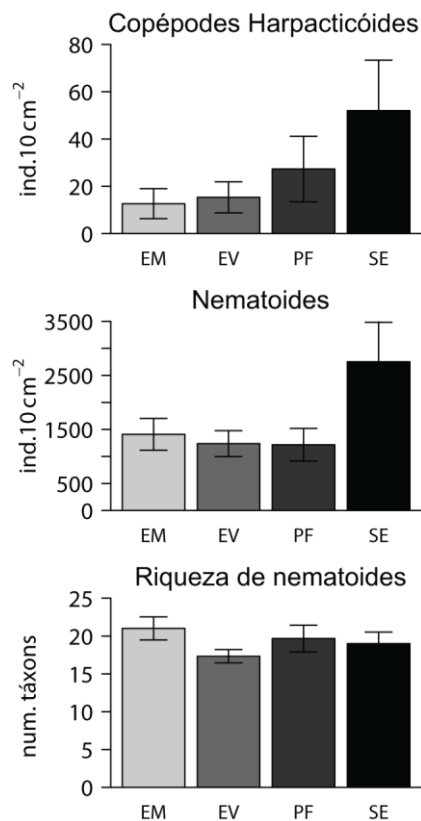 Copépodes Harpacticóides
80
60
40
20
0
ind.10 cm⁻²
EM EV PF SE
Nematoides
3500
2500
1500
500
0
ind.10 cm⁻²
EM EV PF SE
Riqueza de nematoides
25
20
15
10
5
0
num. táxons
EM EV PF SE